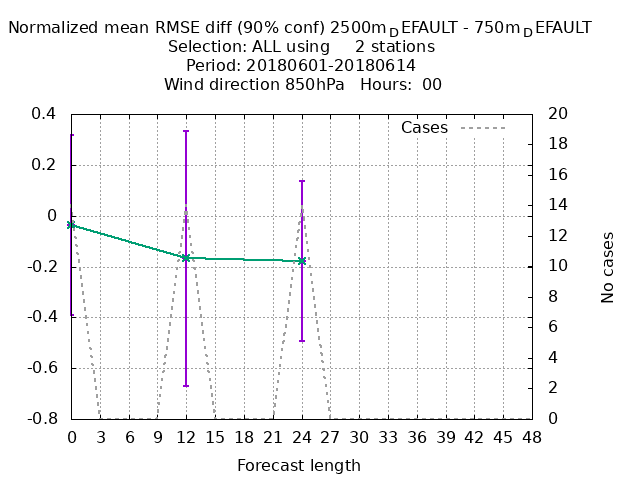 Normalized mean RMSE diff (90% conf) 2500mDEFAULT - 750mDEFAULT
Selection: ALL using 2 stations
Period: 20180601-20180614
Wind direction 850hPa Hours: 00
Cases
0.4
0.2
0
-0.2
-0.4
-0.6
-0.8
20
18
16
14
12
10
8
6
4
2
0
No cases
0 3 6 9 12 15 18 21 24 27 30 33 36 39 42 45 48
Forecast length